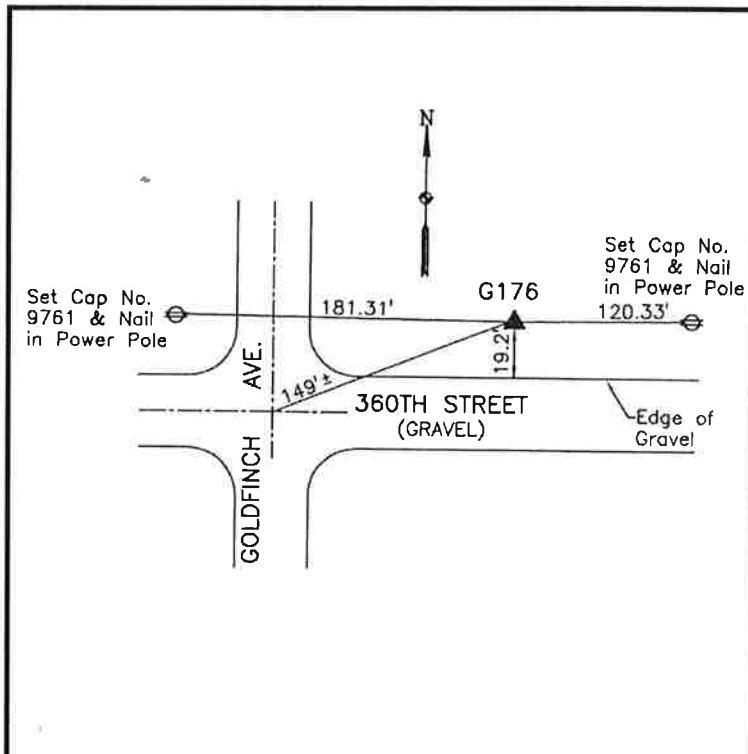 N
Set Cap No.
9761 & Nail
in Power Pole
G176
Set Cap No.
9761 & Nail
in Power Pole
181.31'
120.33'
19.2'
149'±
GOLDFINCH AVE.
360TH STREET
(GRAVEL)
Edge of
Gravel